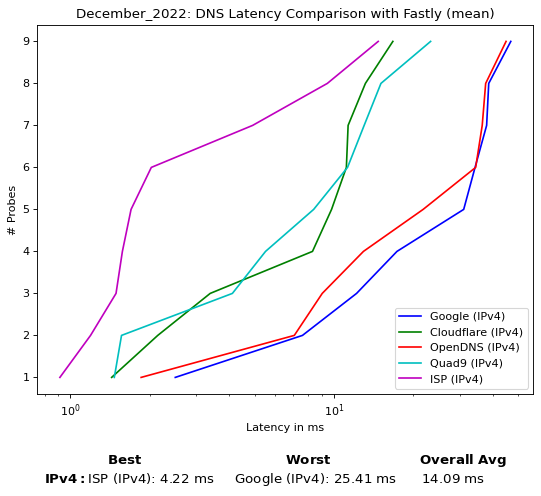 December_2022: DNS Latency Comparison with Fastly (mean)
9
8
7
6
5
4
3
2
1
# Probes
Google (IPv4)
Cloudflare (IPv4)
OpenDNS (IPv4)
Quad9 (IPv4)
ISP (IPv4)
10⁰ 10¹
Latency in ms
Best Worst Overall Avg
IPv4: ISP (IPv4): 4.22 ms Google (IPv4): 25.41 ms 14.09 ms